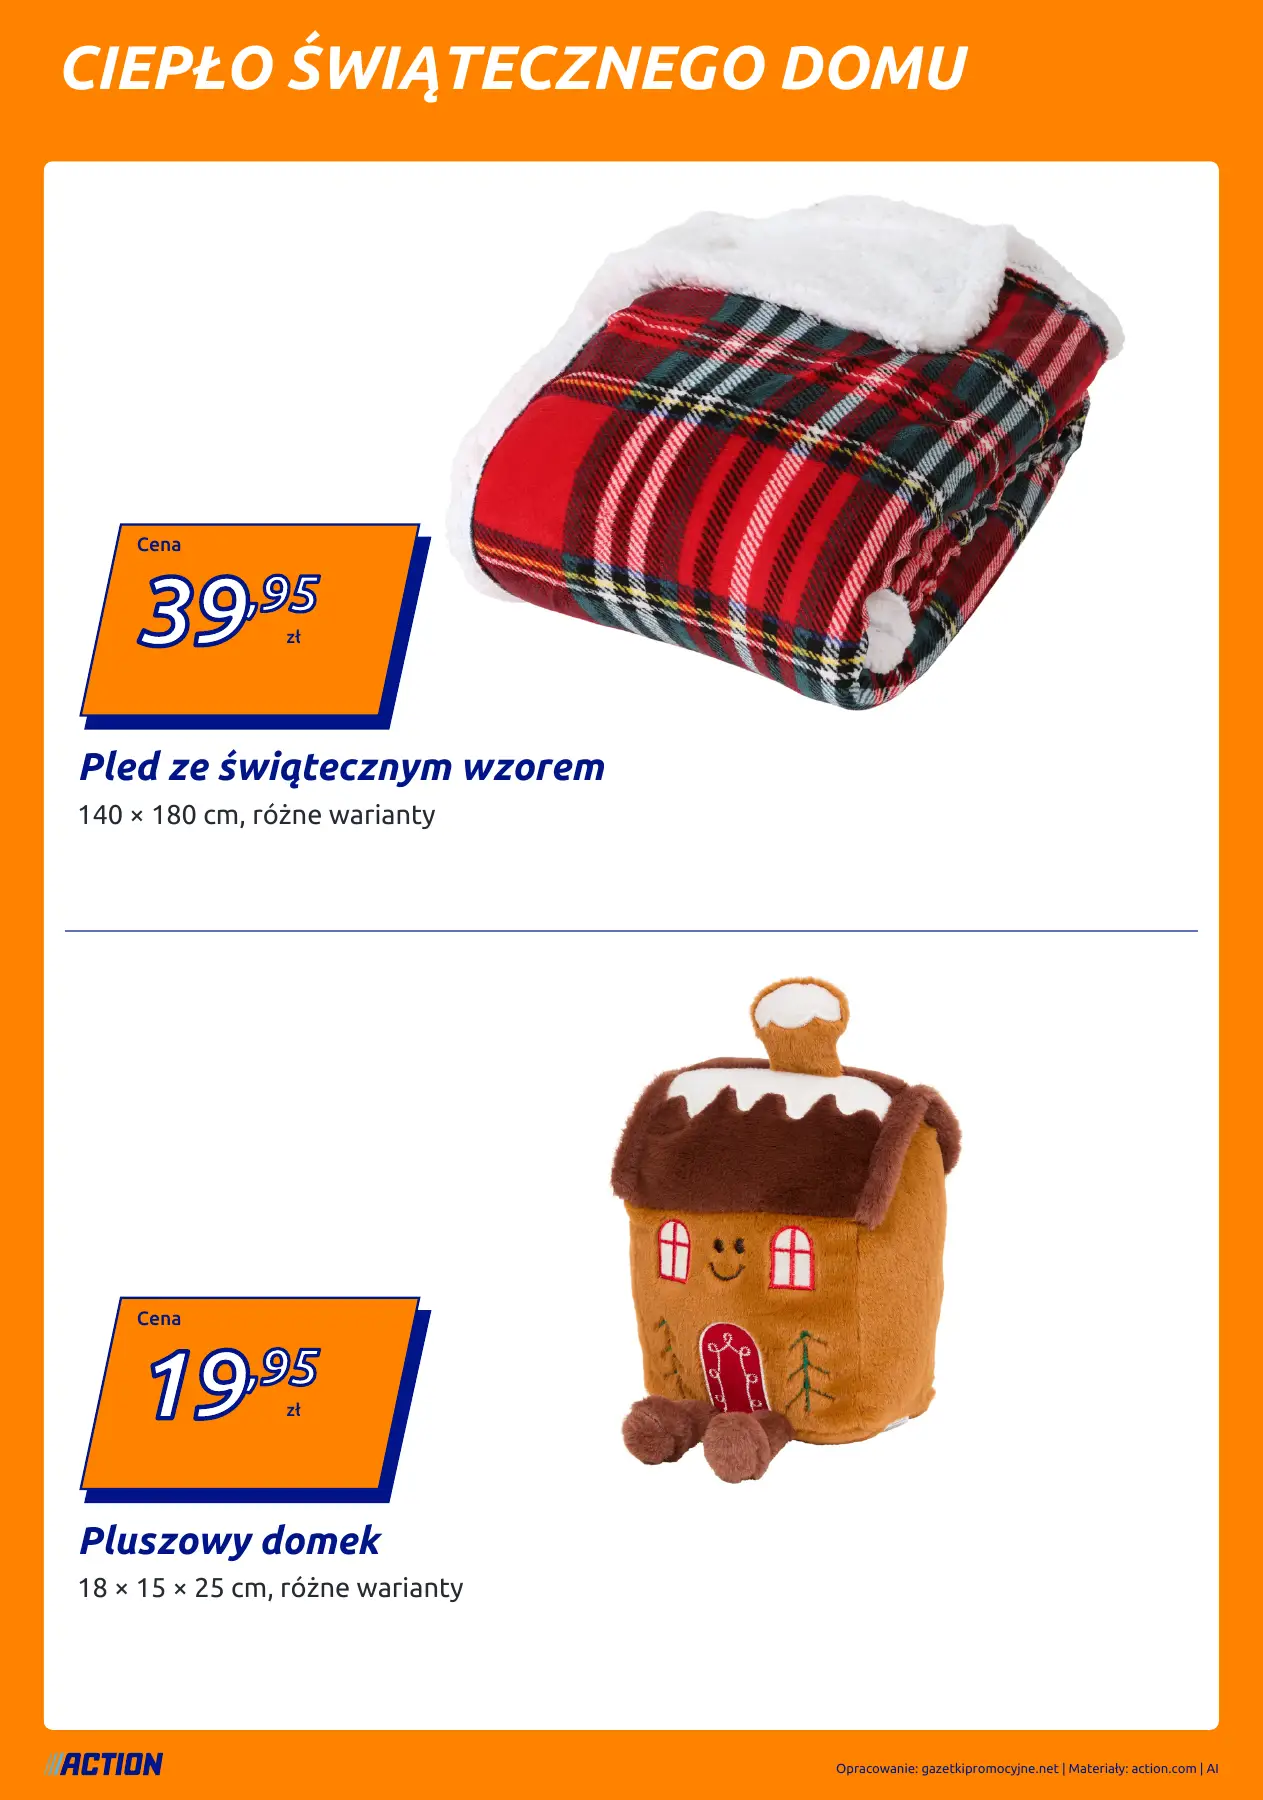 CIEPŁO ŚWIĄTECZNEGO DOMU
Cena
39,95
zł
Pled ze świątecznym wzorem
140 × 180 cm, różne warianty
Cena
19,95
zł
Pluszowy domek
18 × 15 × 25 cm, różne warianty
ACTION
Opracowanie: gazetkipromocyjne.net | Materiały: action.com | AI